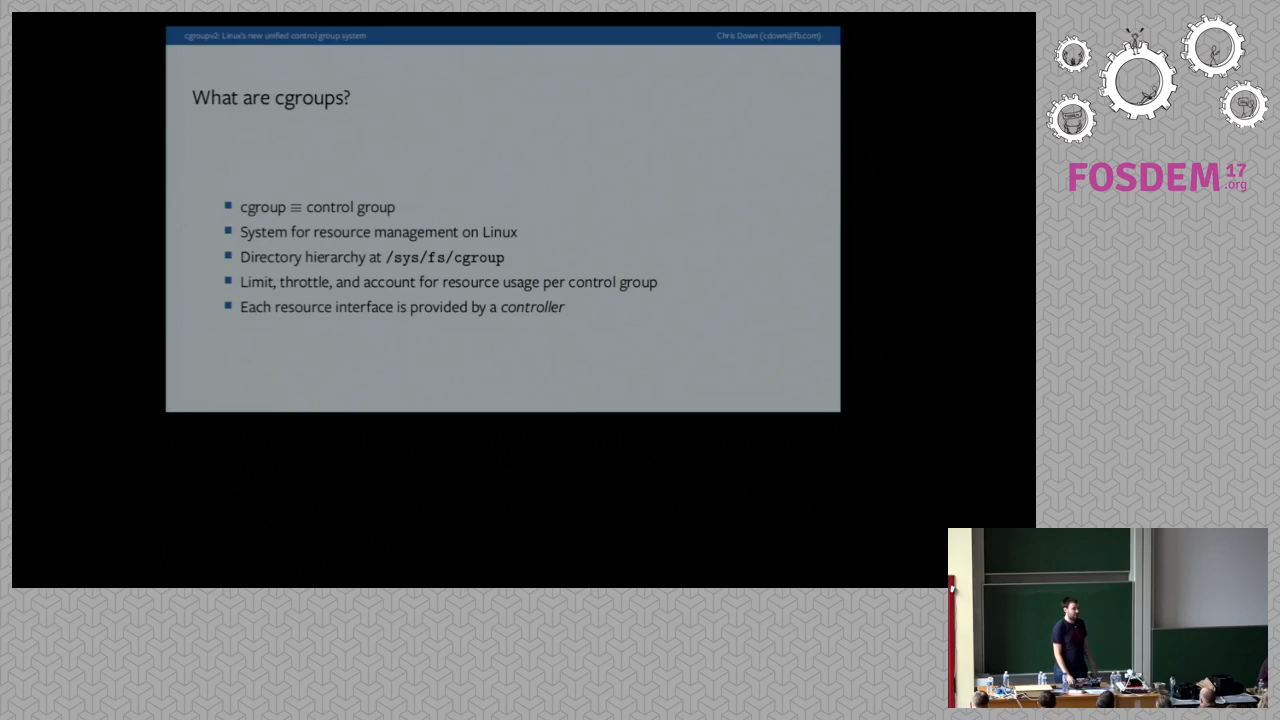 cgroupv2: Linux's new unified control group system
Chris Down (cdown@fb.com)
What are cgroups?
cgroup ≡ control group
System for resource management on Linux
Directory hierarchy at /sys/fs/cgroup
Limit, throttle, and account for resource usage per control group
Each resource interface is provided by a controller
FOSDEM 17
.org